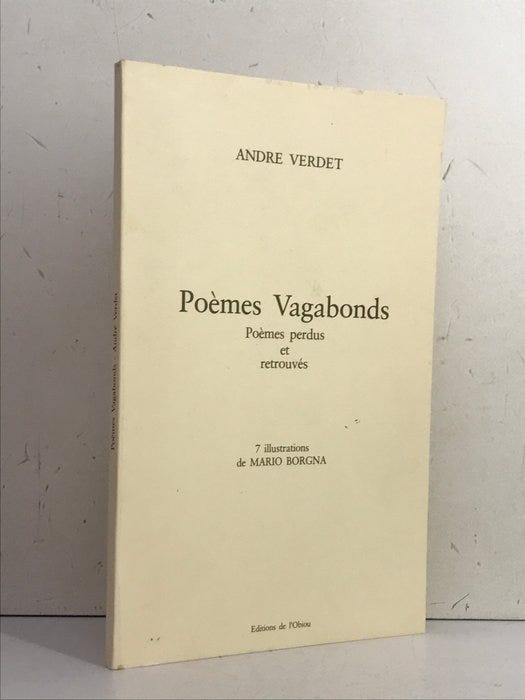 ANDRE VERDET
Poèmes Vagabonds
Poèmes perdus
et
retrouvés
7 illustrations
de MARIO BORGNA
Editions de l'Obiou
Poèmes Vagabonds - André Verdet